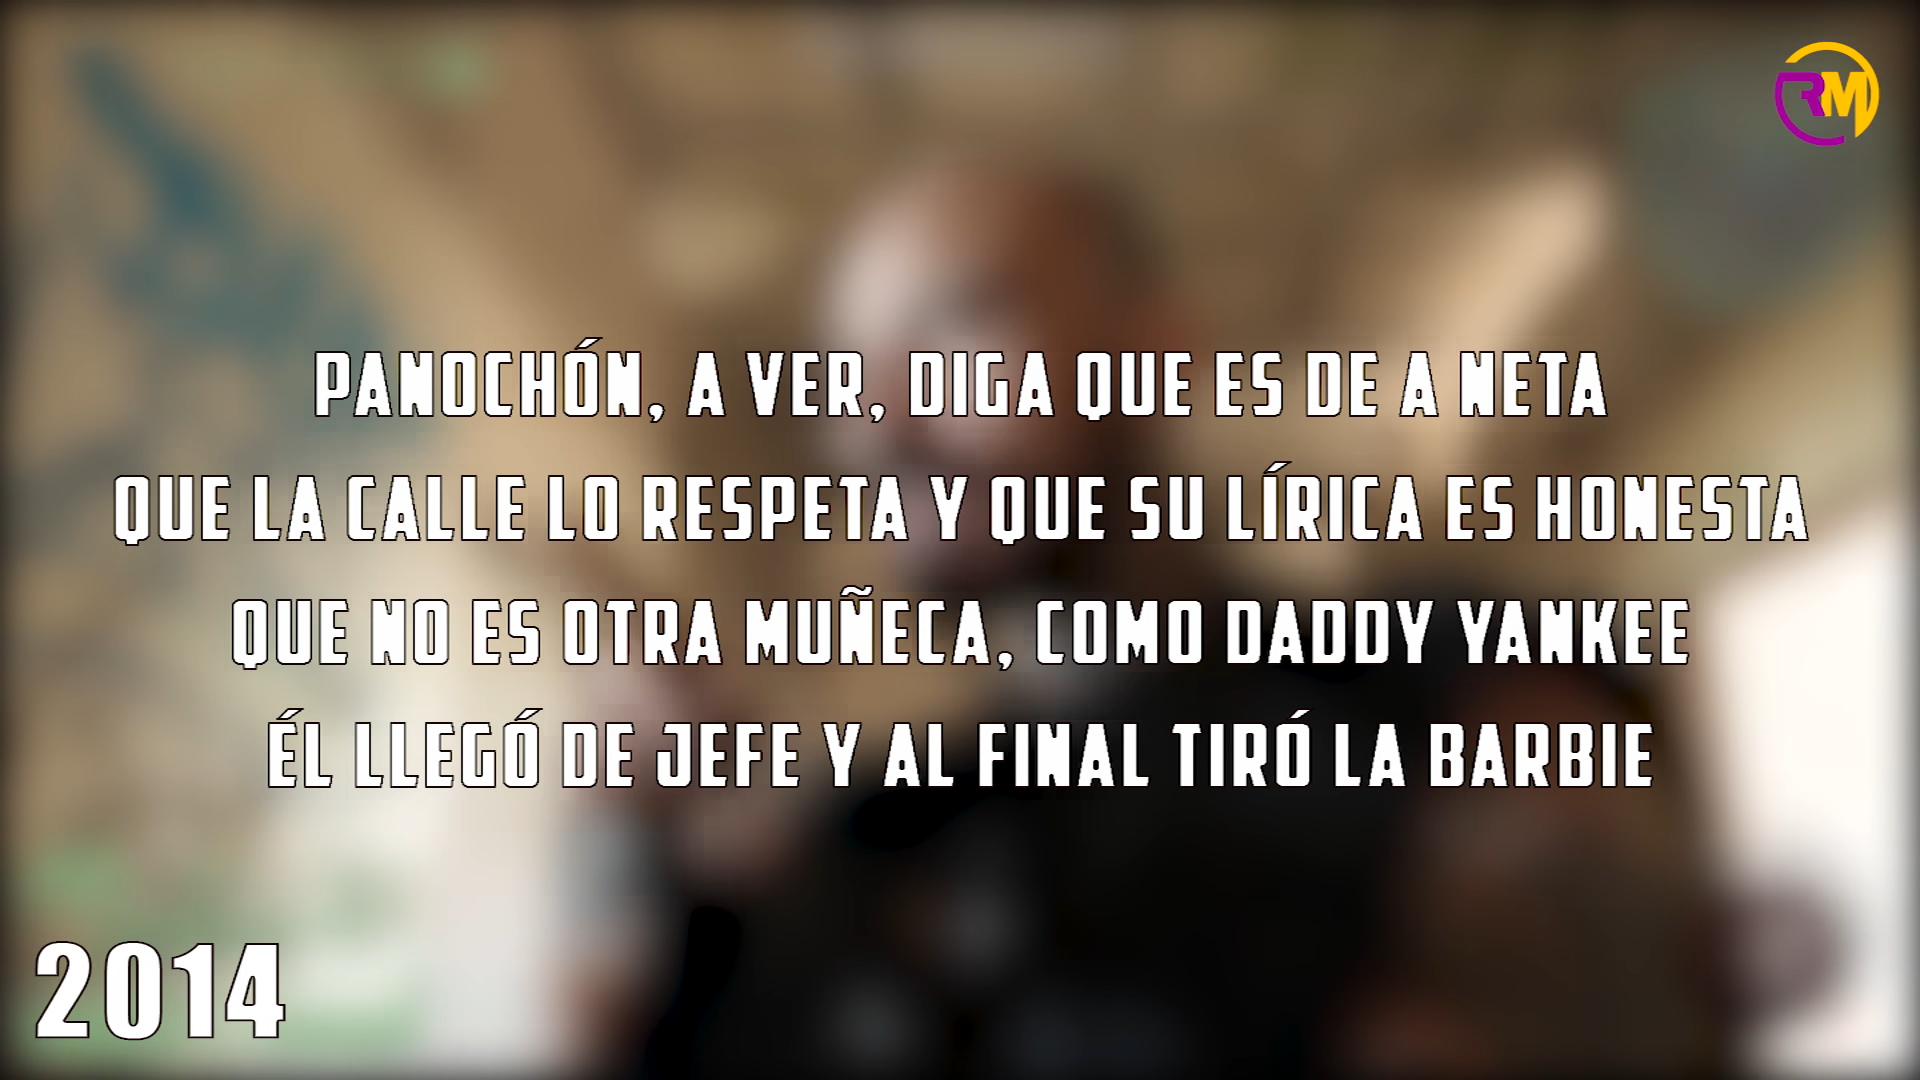 RM
PANOCHÓN, A VER, DIGA QUE ES DE A NETA
QUE LA CALLE LO RESPETA Y QUE SU LÍRICA ES HONESTA
QUE NO ES OTRA MUÑECA, COMO DADDY YANKEE
ÉL LLEGÓ DE JEFE Y AL FINAL TIRÓ LA BARBIE
2014